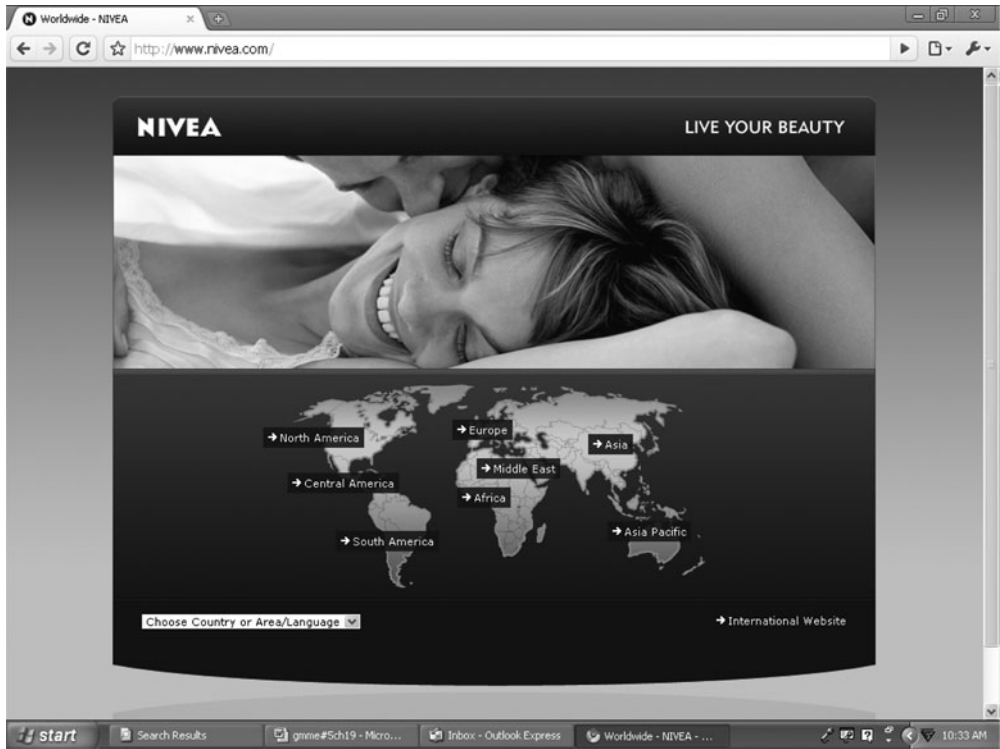 Worldwide - NIVEA
http://www.nivea.com/
NIVEA
LIVE YOUR BEAUTY
North America
Europe
Asia
Middle East
Central America
Africa
Asia Pacific
South America
Choose Country or Area/Language
International Website
start
Search Results
gmme#5ch19 - Micro...
Inbox - Outlook Express
Worldwide - NIVEA - ...
10:33 AM